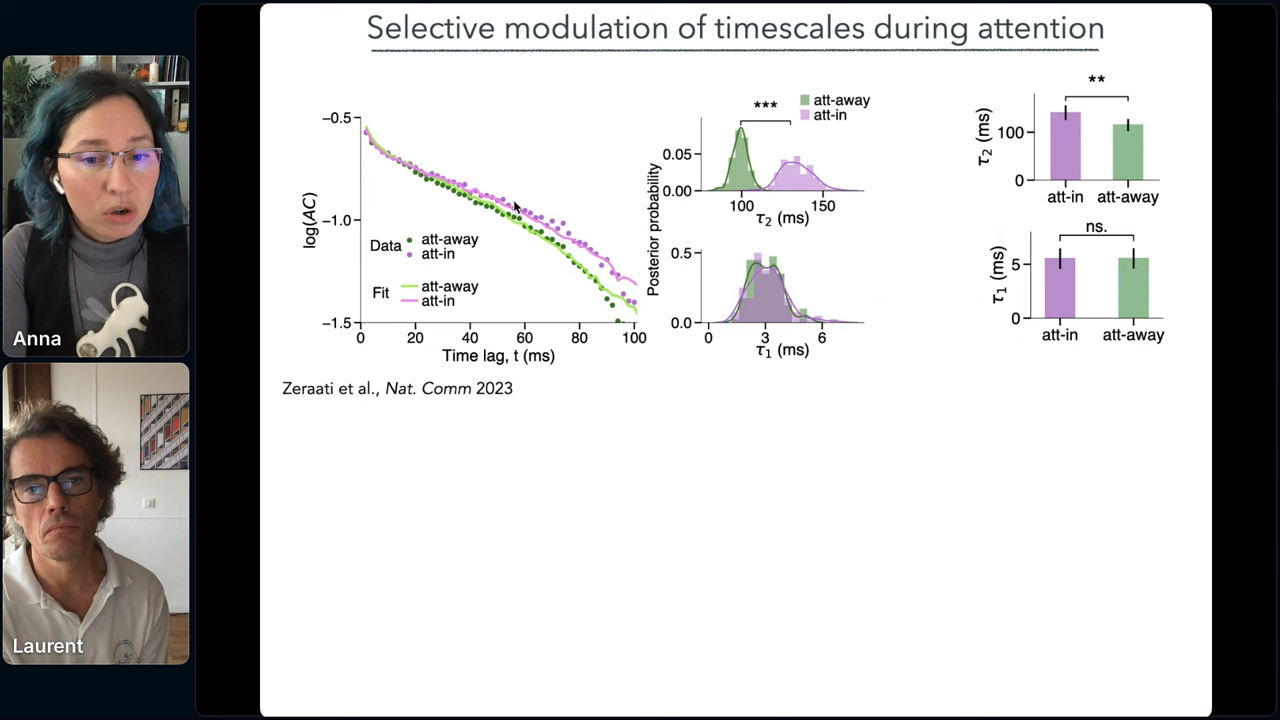 Selective modulation of timescales during attention
−0.5
−1.0
−1.5
log(AC)
Data
att-away
att-in
Fit
att-away
att-in
0 20 40 60 80 100
Time lag, t (ms)
***
att-away
att-in
0.05
0.00
100 150
τ2 (ms)
Posterior probability
0.5
0.0
0 3 6
τ1 (ms)
**
τ2 (ms)
100
0
att-in att-away
ns.
τ1 (ms)
5
0
att-in att-away
Zeraati et al., Nat. Comm 2023
Anna
Laurent